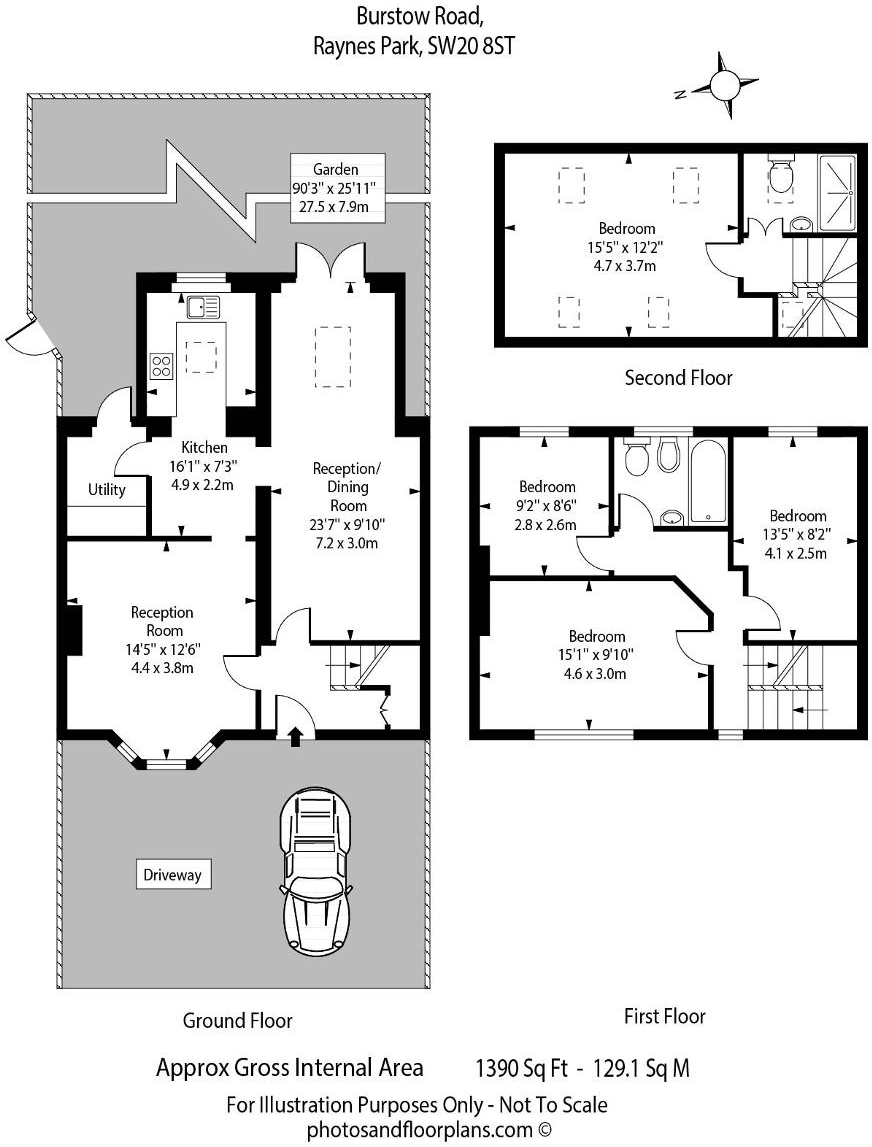 Burstow Road,
Raynes Park, SW20 8ST
N
Garden
90'3" x 25'11"
27.5 x 7.9m
Bedroom
15'5" x 12'2"
4.7 x 3.7m
Second Floor
Kitchen
16'1" x 7'3"
4.9 x 2.2m
Utility
Reception/
Dining
Room
23'7" x 9'10"
7.2 x 3.0m
Reception
Room
14'5" x 12'6"
4.4 x 3.8m
Bedroom
9'2" x 8'6"
2.8 x 2.6m
Bedroom
13'5" x 8'2"
4.1 x 2.5m
Bedroom
15'1" x 9'10"
4.6 x 3.0m
Driveway
Ground Floor
First Floor
Approx Gross Internal Area 1390 Sq Ft - 129.1 Sq M
For Illustration Purposes Only - Not To Scale
photosandfloorplans.com ©